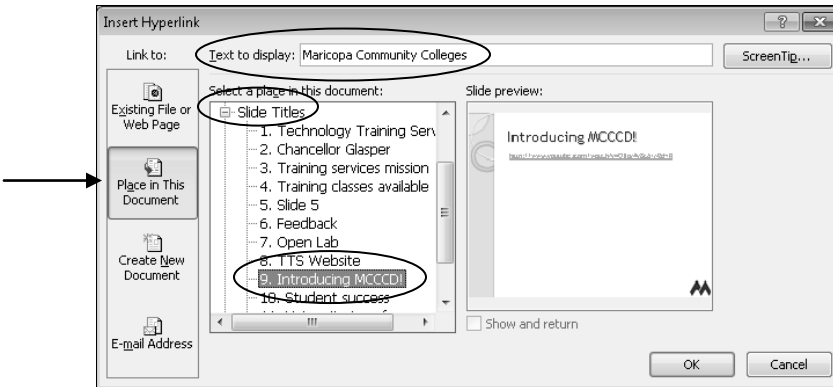 Insert Hyperlink
Link to:
Text to display: Maricopa Community Colleges
ScreenTip...
Select a place in this document:
Slide preview:
Existing File or
Web Page
Place in This
Document
Create New
Document
E-mail Address
Slide Titles
1. Technology Training Serv
2. Chancellor Glasper
3. Training services mission
4. Training classes available
5. Slide 5
6. Feedback
7. Open Lab
8. TTS Website
9. Introducing MCCCD!
10. Student success
Introducing MCCCD!
Show and return
OK
Cancel